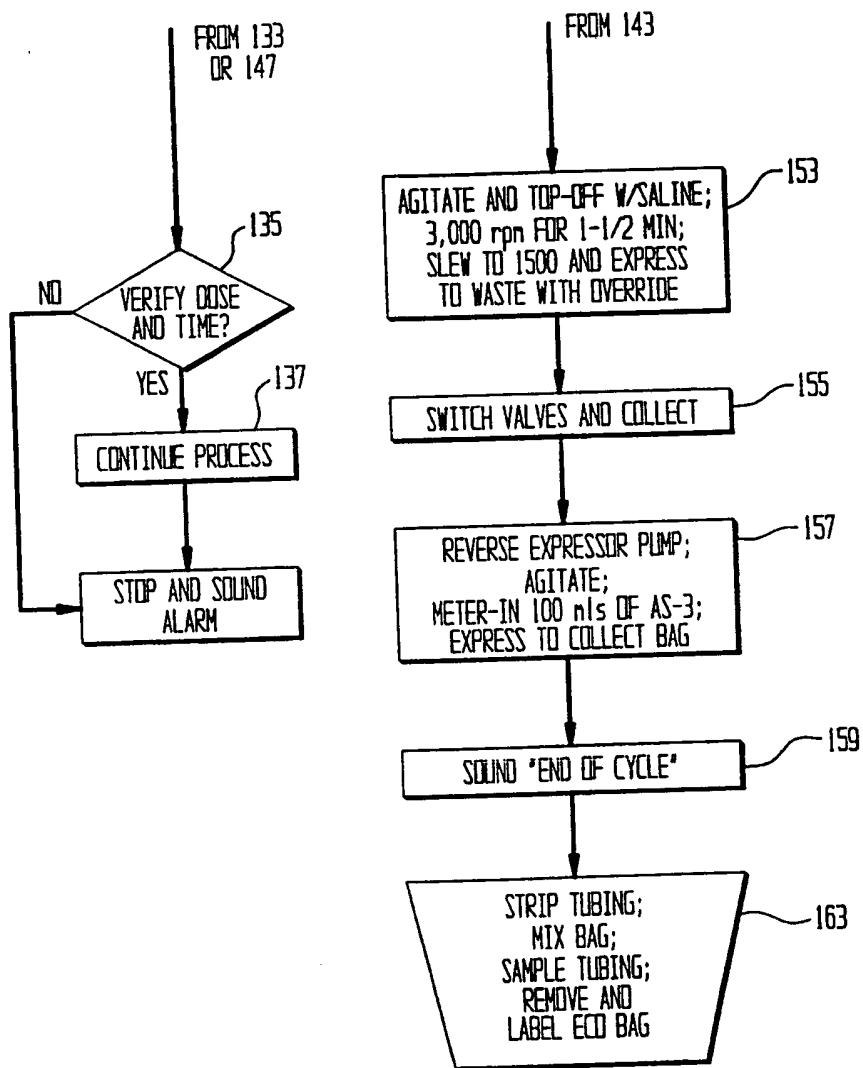 FROM 133
OR 147
135
NO
VERIFY DOSE
AND TIME?
YES
137
CONTINUE PROCESS
STOP AND SOUND
ALARM
FROM 143
153
AGITATE AND TOP-OFF W/SALINE;
3,000 rpn FOR 1-1/2 MIN;
SLEW TO 1500 AND EXPRESS
TO WASTE WITH OVERRIDE
155
SWITCH VALVES AND COLLECT
157
REVERSE EXPRESSOR PUMP;
AGITATE;
METER-IN 100 nls OF AS-3;
EXPRESS TO COLLECT BAG
159
SOUND "END OF CYCLE"
163
STRIP TUBING;
MIX BAG;
SAMPLE TUBING;
REMOVE AND
LABEL ECO BAG